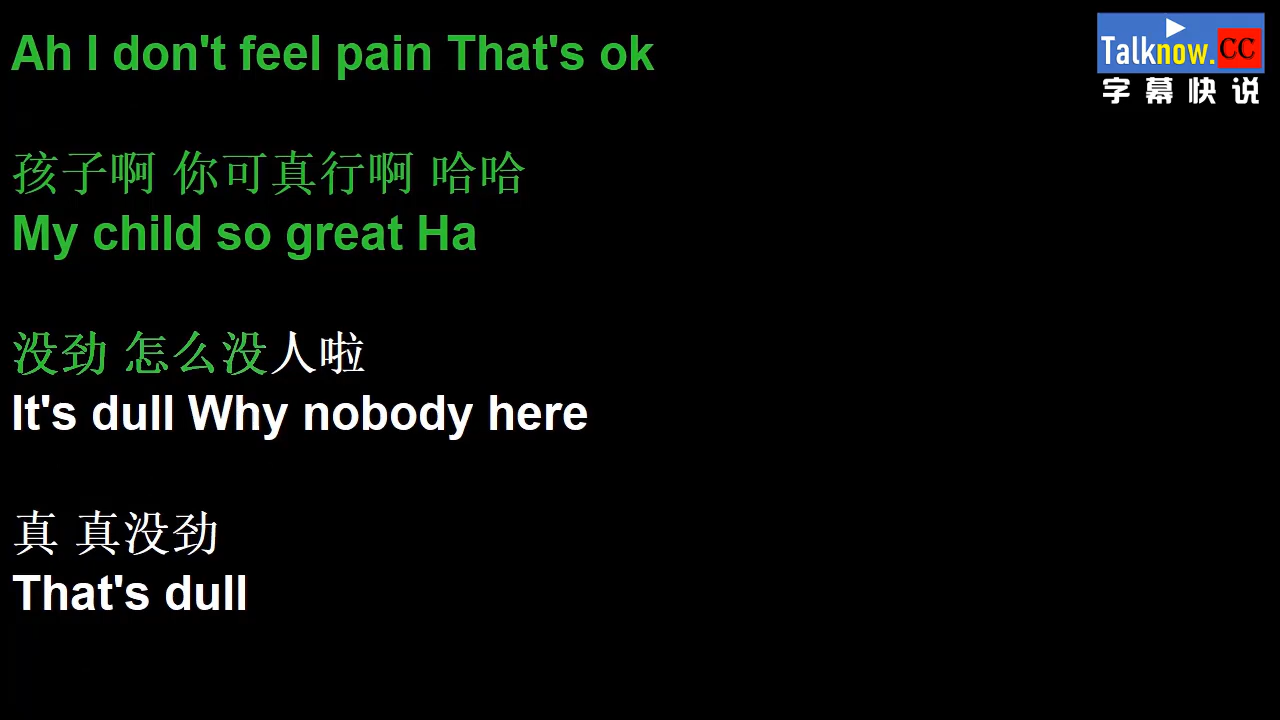 Ah I don't feel pain That's ok
Talknow.CC
字幕快说
孩子啊 你可真行啊 哈哈
My child so great Ha
没劲 怎么没人啦
It's dull Why nobody here
真 真没劲
That's dull